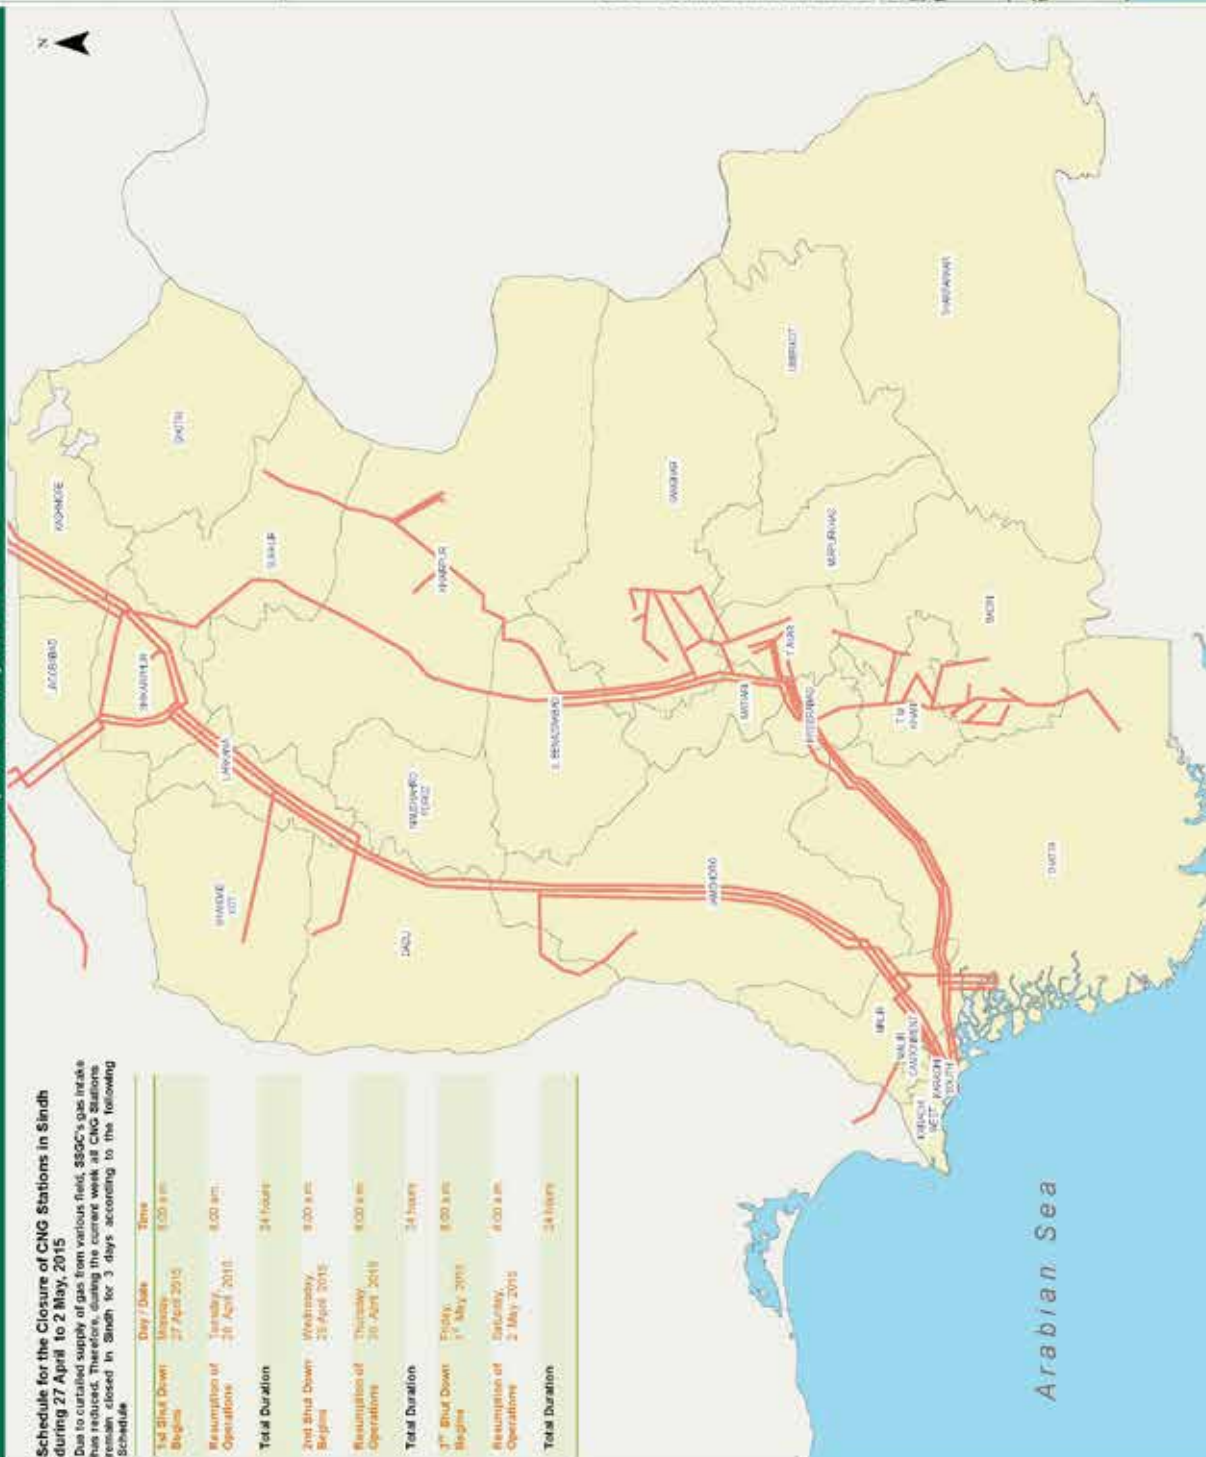 Schedule for the Closure of CNG Stations in Sindh
during 27 April to 2 May, 2015
Due to curtailed supply of gas from various field, SSGC's gas intake
has reduced. Therefore, during the current week all CNG Stations
remain closed in Sindh for 3 days according to the following
Schedule
Day / Date Time
1st Shut Down Monday, 8:00 a.m.
Begins 27 April 2015
Resumption of Tuesday, 8:00 am.
Operations 28 April 2015
Total Duration 24 hours
2nd Shut Down Wednesday, 8:00 a.m.
Begins 29 April 2015
Resumption of Thursday, 8:00 a.m.
Operations 30 April 2015
Total Duration 24 hours
3rd Shut Down Friday, 8:00 a.m.
Begins 1st May 2015
Resumption of Saturday, 8:00 a.m.
Operations 2 May 2015
Total Duration 24 hours
N
KASHMORE
JACOBABAD
GHOTKI
SHIKARPUR
SUKKUR
LARKANA
KHAIRPUR
NAUSHAHRO
FEROZ
DADU
S. BENAZIRABAD
SANGHAR
MATIARI
UMERKOT
MIRPURKHAS
HYDERABAD
JAMSHORO
THARPARKAR
BADIN
THATTA
MALIR
MALIR
CANTONMENT
KARACHI
WEST
KARACHI
SOUTH
Arabian Sea